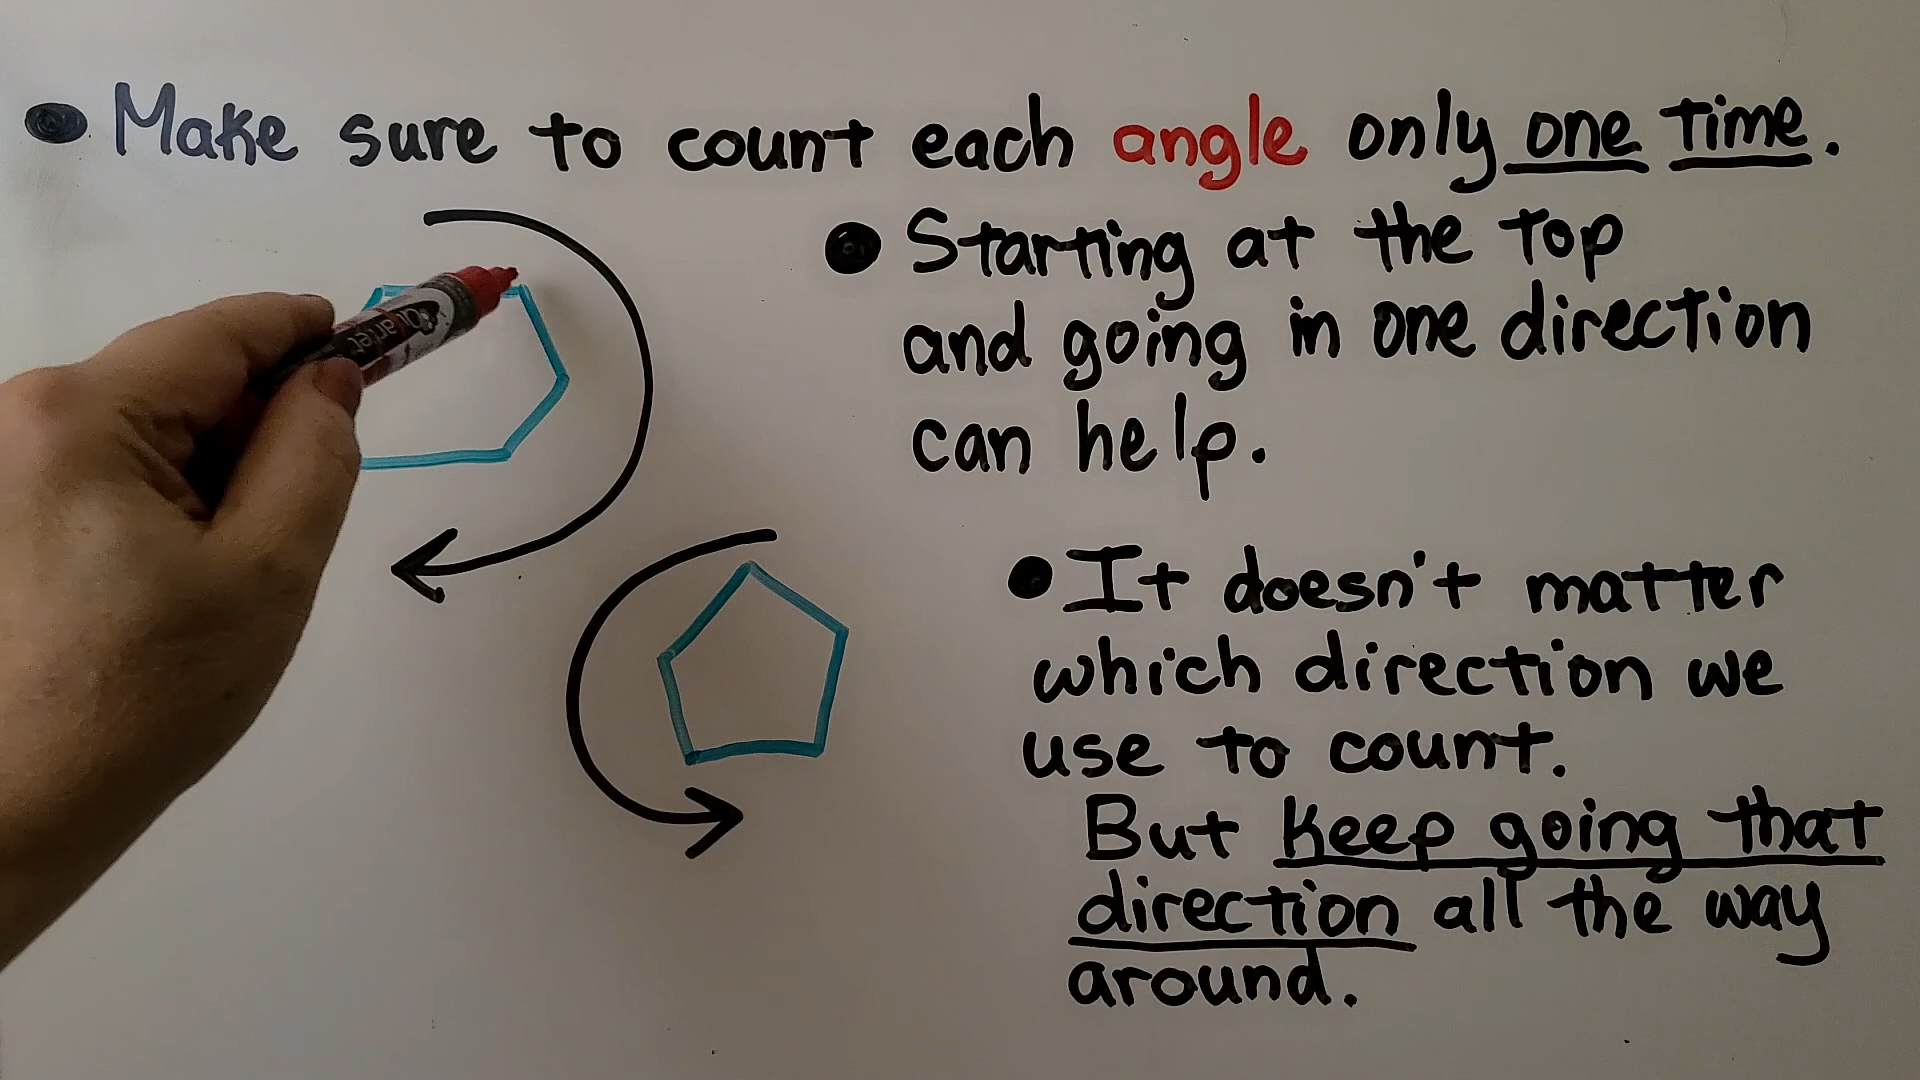 • Make sure to count each angle only one time.
• Starting at the top
and going in one direction
can help.
Quartet
• It doesn't matter
which direction we
use to count.
But keep going that
direction all the way
around.